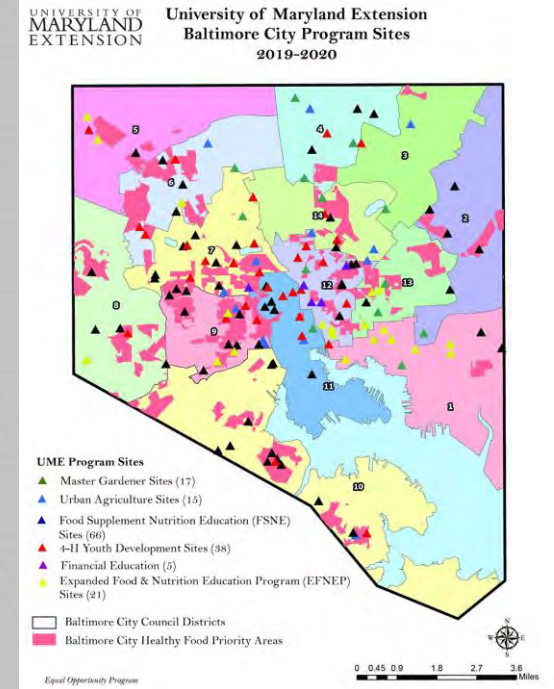 UNIVERSITY OF
MARYLAND
EXTENSION
University of Maryland Extension
Baltimore City Program Sites
2019-2020
5
4
3
6
2
14
7
12
13
8
9
11
1
10
UME Program Sites
Master Gardener Sites (17)
Urban Agriculture Sites (15)
Food Supplement Nutrition Education (FSNE)
Sites (66)
4-H Youth Development Sites (38)
Financial Education (5)
Expanded Food & Nutrition Education Program (EFNEP)
Sites (21)
Baltimore City Council Districts
Baltimore City Healthy Food Priority Areas
N
W
E
S
0 0.45 0.9 1.8 2.7 3.6
Miles
Equal Opportunity Program